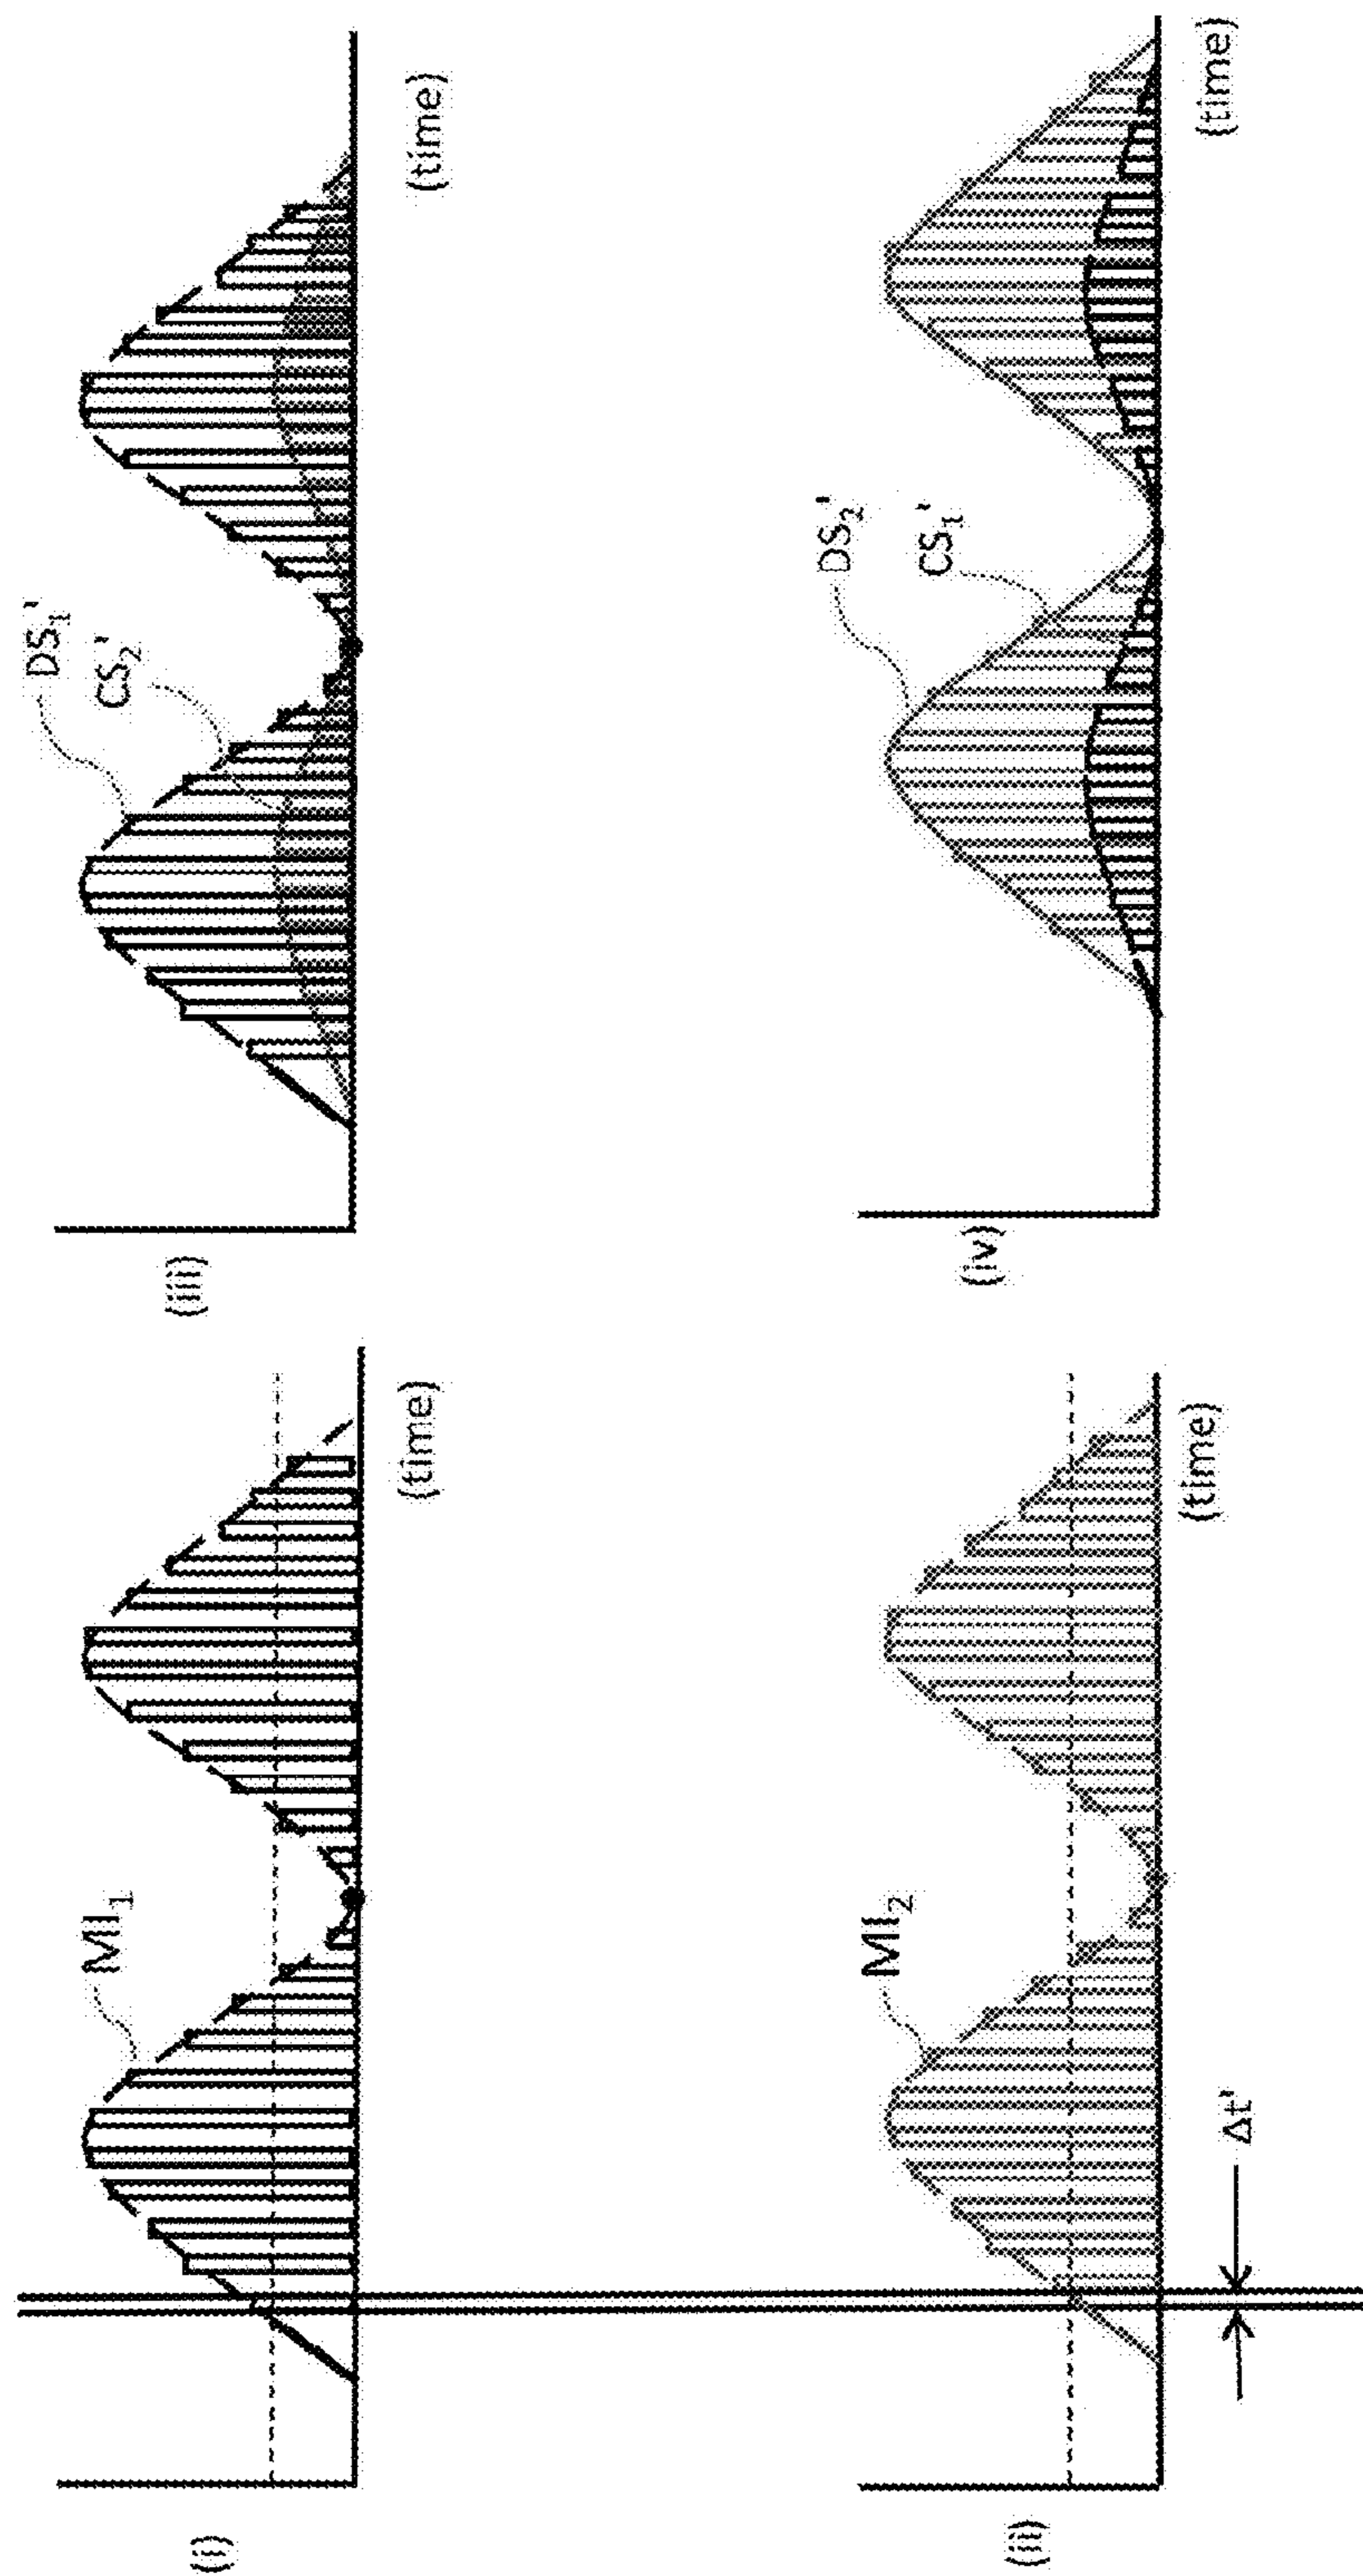 (i)
MI₁
(time)
(ii)
MI₂
(time)
Δt'
(iii)
DS₁'
CS₂'
(time)
(iv)
DS₂'
CS₁'
(time)